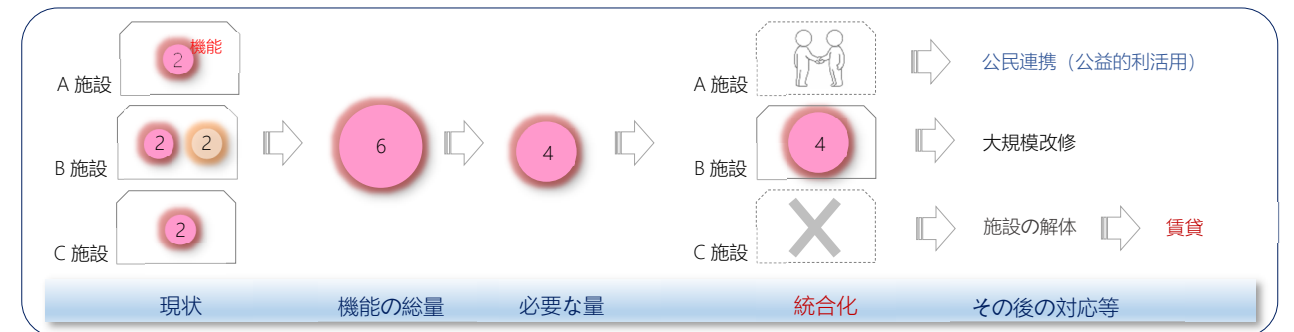 機能
2
A 施設
公民連携（公益的利活用）
A 施設
2
2
B 施設
6
4
4
B 施設
大規模改修
2
C 施設
C 施設
施設の解体
賃貸
現状
機能の総量
必要な量
統合化
その後の対応等